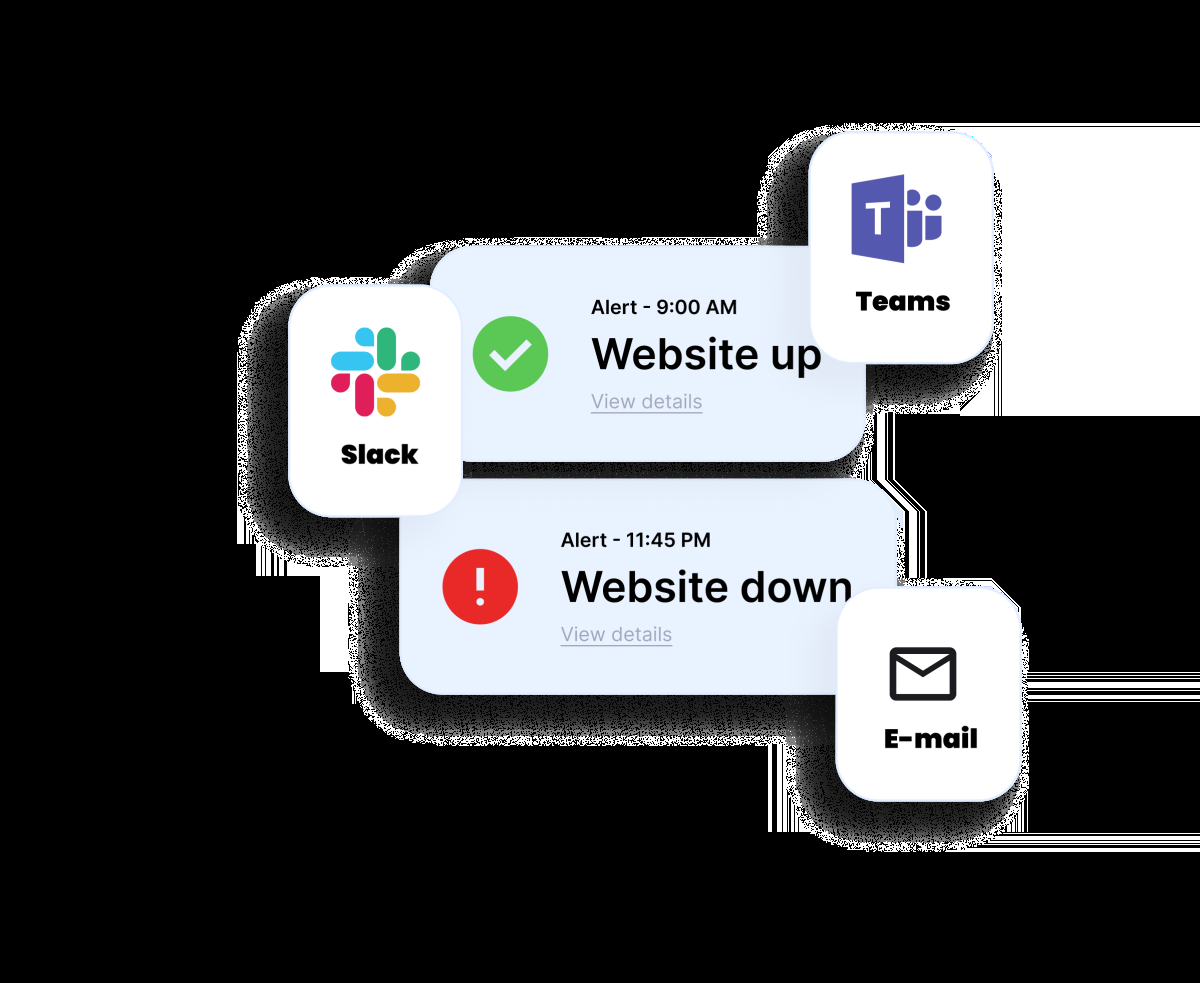 T
Teams
Alert - 9:00 AM
Website up
View details
Slack
Alert - 11:45 PM
Website down
View details
E-mail